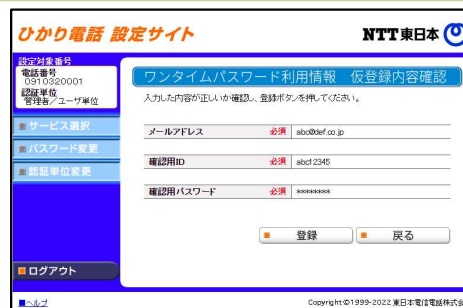 ひかり電話 設定サイト
NTT東日本
設定対象番号
電話番号
0910320001
認証単位
管理者/ユーザ単位
ワンタイムパスワード利用情報 仮登録内容確認
入力した内容が正しいか確認し、登録ボタンを押してください。
サービス選択
パスワード変更
認証単位変更
メールアドレス 必須 abc@def.co.jp
確認用ID 必須 abc12345
確認用パスワード 必須 ********
登録 戻る
ログアウト
ヘルプ
Copyright©1999-2022 東日本電信電話株式会